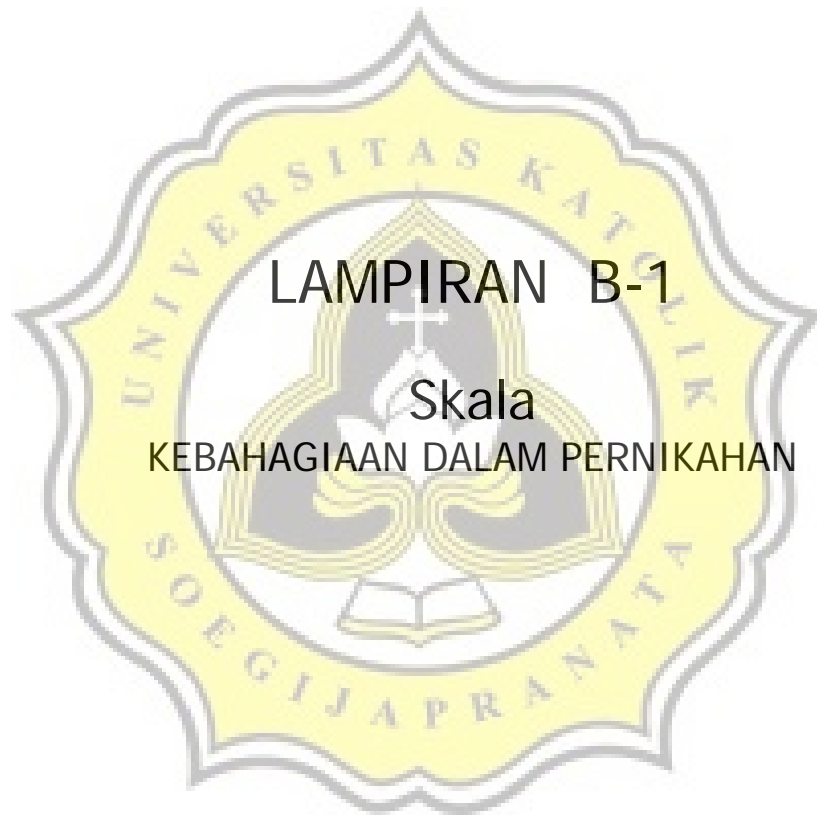 UNIVERSITAS KATOLIK
LAMPIRAN B-1
Skala
KEBAHAGIAAN DALAM PERNIKAHAN
SOEGIJAPRANATA